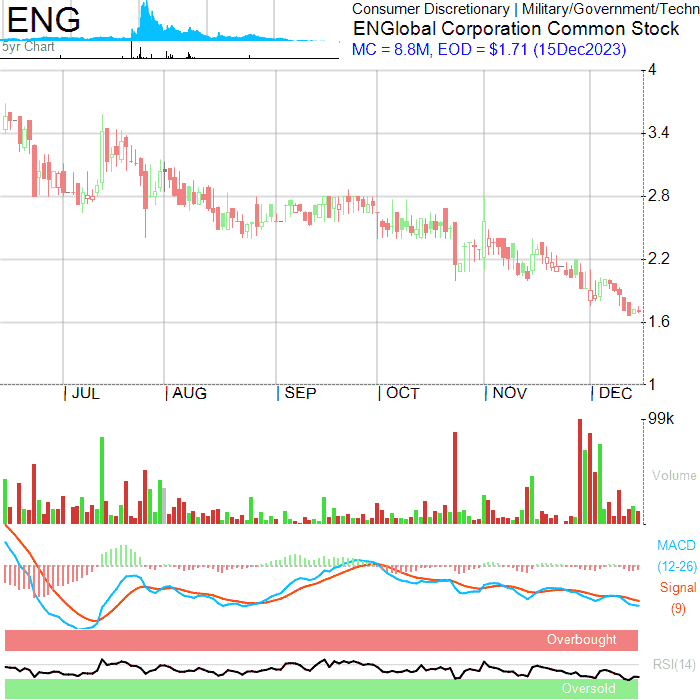 ENG
5yr Chart
Consumer Discretionary | Military/Government/Techn
ENGlobal Corporation Common Stock
MC = 8.8M, EOD = $1.71 (15Dec2023)
4
3.4
2.8
2.2
1.6
1
JUL AUG SEP OCT NOV DEC
99k
Volume
MACD
(12-26)
Signal
(9)
Overbought
RSI(14)
Oversold